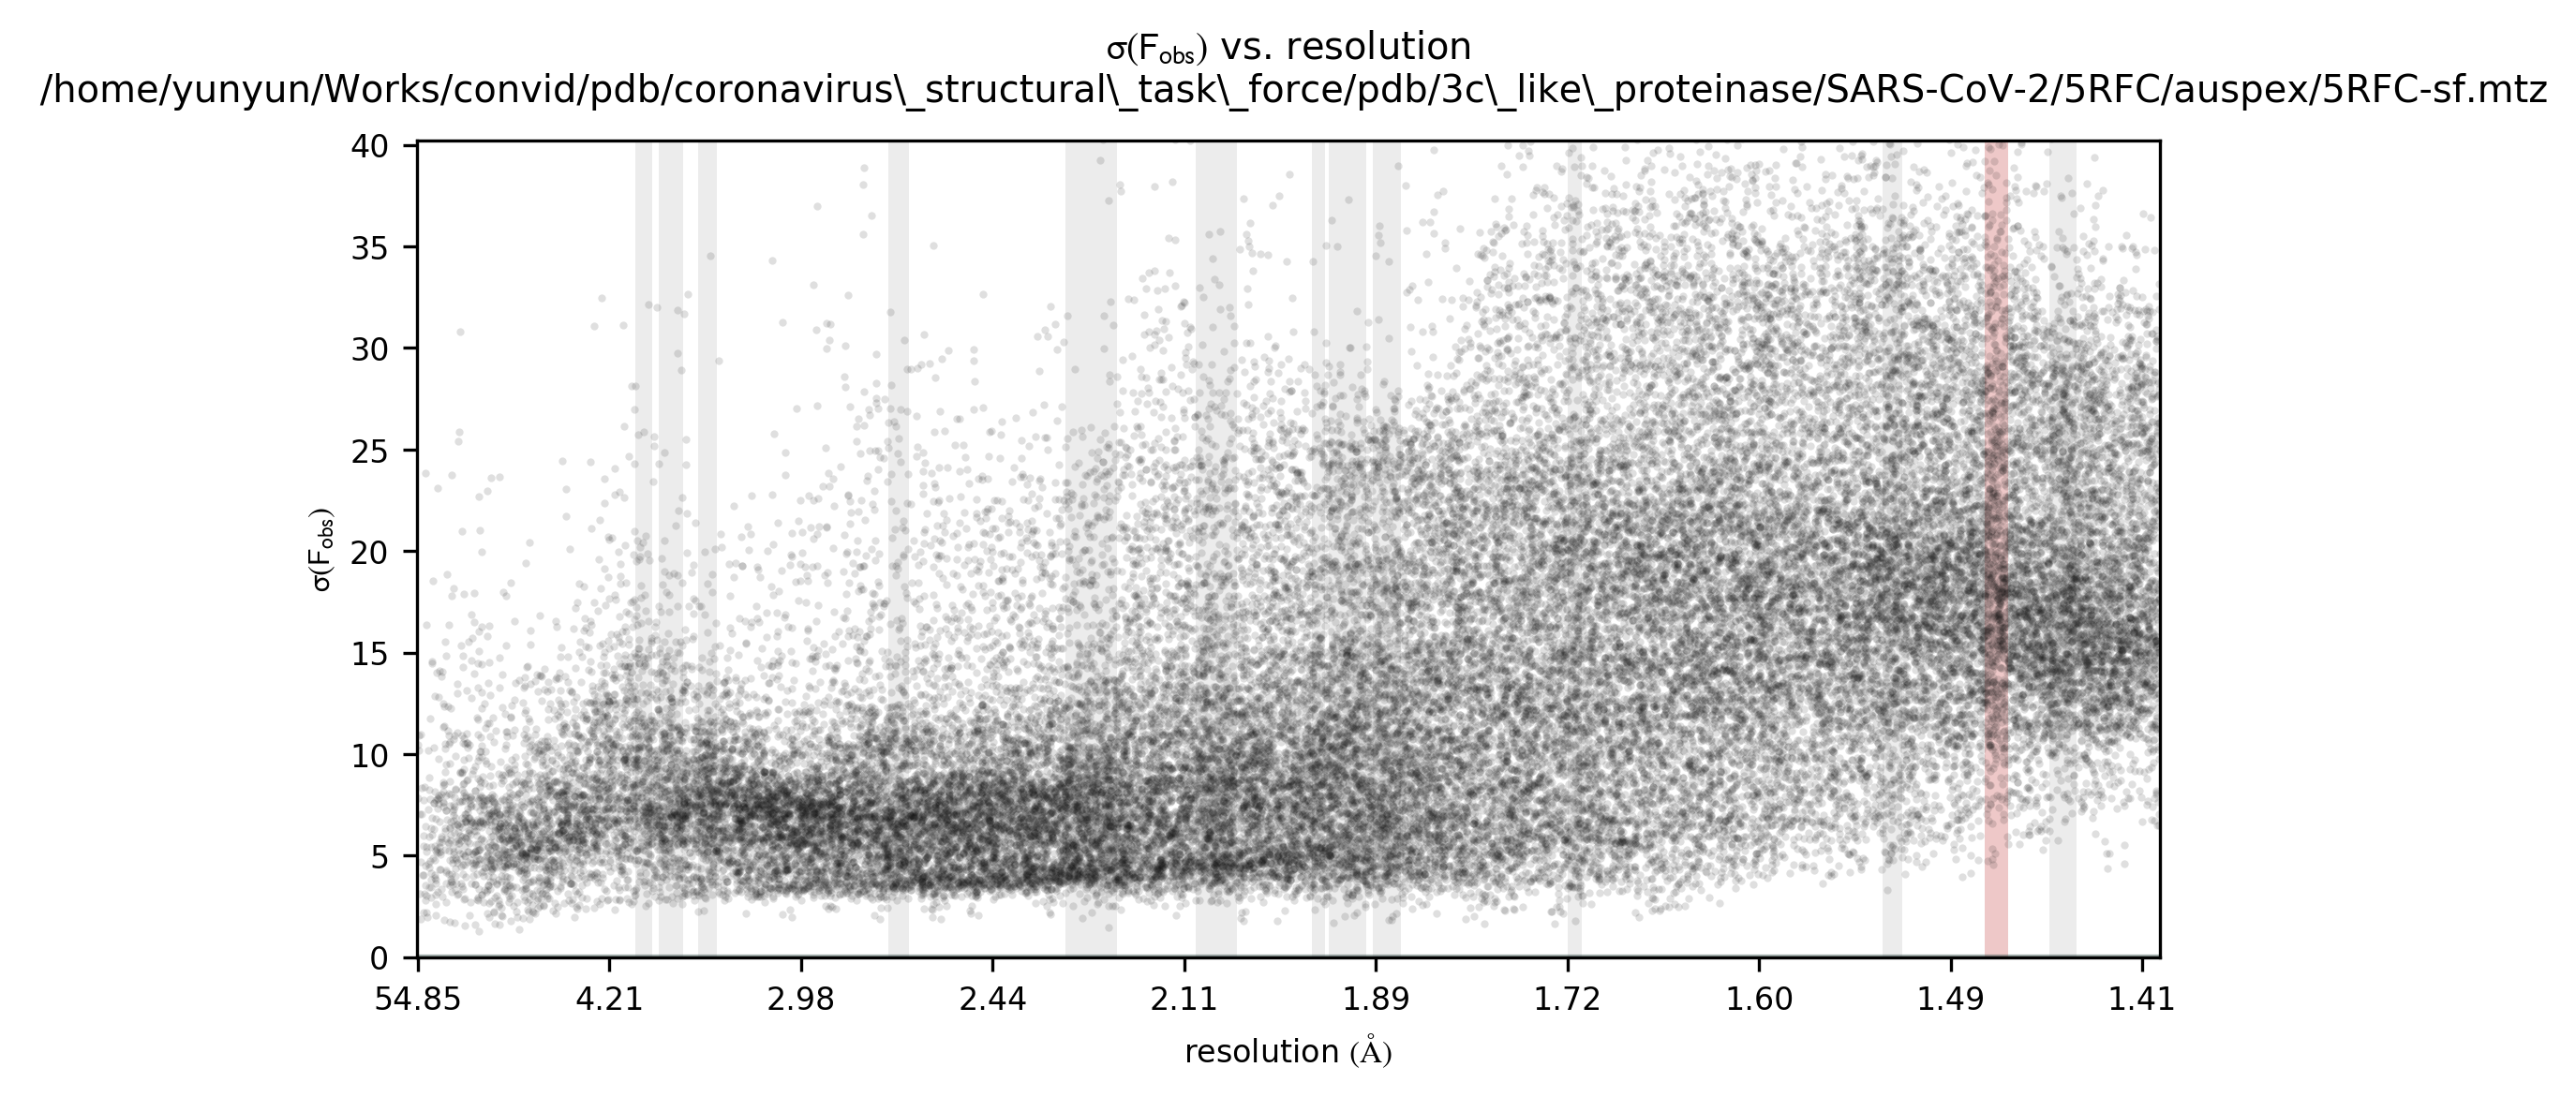 σ(Fobs) vs. resolution
/home/yunyun/Works/convid/pdb/coronavirus\_structural\_task\_force/pdb/3c\_like\_proteinase/SARS-CoV-2/5RFC/auspex/5RFC-sf.mtz
σ(Fobs)
40
35
30
25
20
15
10
5
0
54.85 4.21 2.98 2.44 2.11 1.89 1.72 1.60 1.49 1.41
resolution (Å)